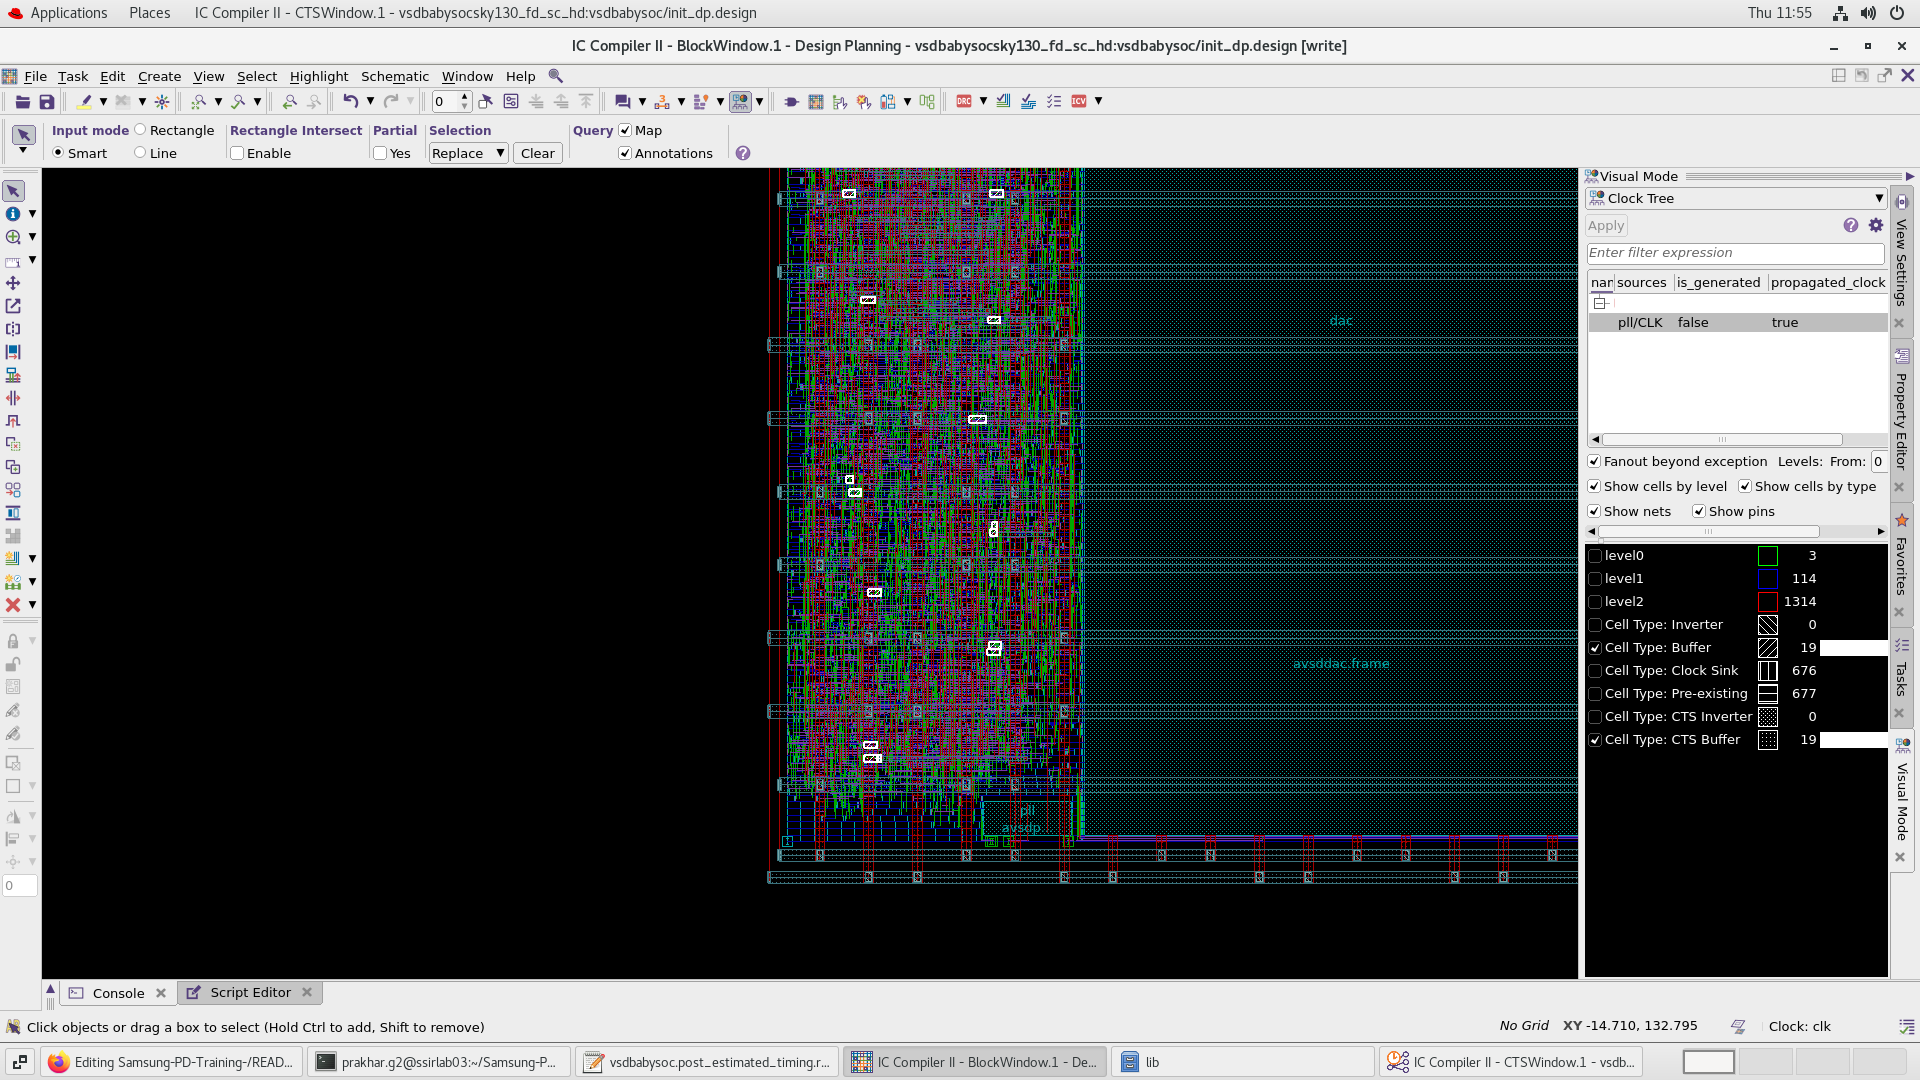 Applications Places IC Compiler II - CTSWindow.1 - vsdbabysocsky130_fd_sc_hd:vsdbabysoc/init_dp.design Thu 11:55
IC Compiler II - BlockWindow.1 - Design Planning - vsdbabysocsky130_fd_sc_hd:vsdbabysoc/init_dp.design [write]
File Task Edit Create View Select Highlight Schematic Window Help
0 DRC ICV
Input mode Rectangle Rectangle Intersect Partial Selection Query Map
Smart Line Enable Yes Replace Clear Annotations
Visual Mode
Clock Tree
Apply
Enter filter expression
nar sources is_generated propagated_clock
pll/CLK false true
Fanout beyond exception Levels: From: 0
Show cells by level Show cells by type
Show nets Show pins
level0 3
level1 114
level2 1314
Cell Type: Inverter 0
Cell Type: Buffer 19
Cell Type: Clock Sink 676
Cell Type: Pre-existing 677
Cell Type: CTS Inverter 0
Cell Type: CTS Buffer 19
View Settings
Property Editor
Favorites
Tasks
Visual Mode
dac
avsddac.frame
pll
avsdp...
0
Console Script Editor
Click objects or drag a box to select (Hold Ctrl to add, Shift to remove) No Grid XY -14.710, 132.795 Clock: clk
Editing Samsung-PD-Training-/READ... prakhar.g2@ssirlab03:~/Samsung-P... vsdbabysoc.post_estimated_timing.r... IC Compiler II - BlockWindow.1 - De... lib IC Compiler II - CTSWindow.1 - vsdb...